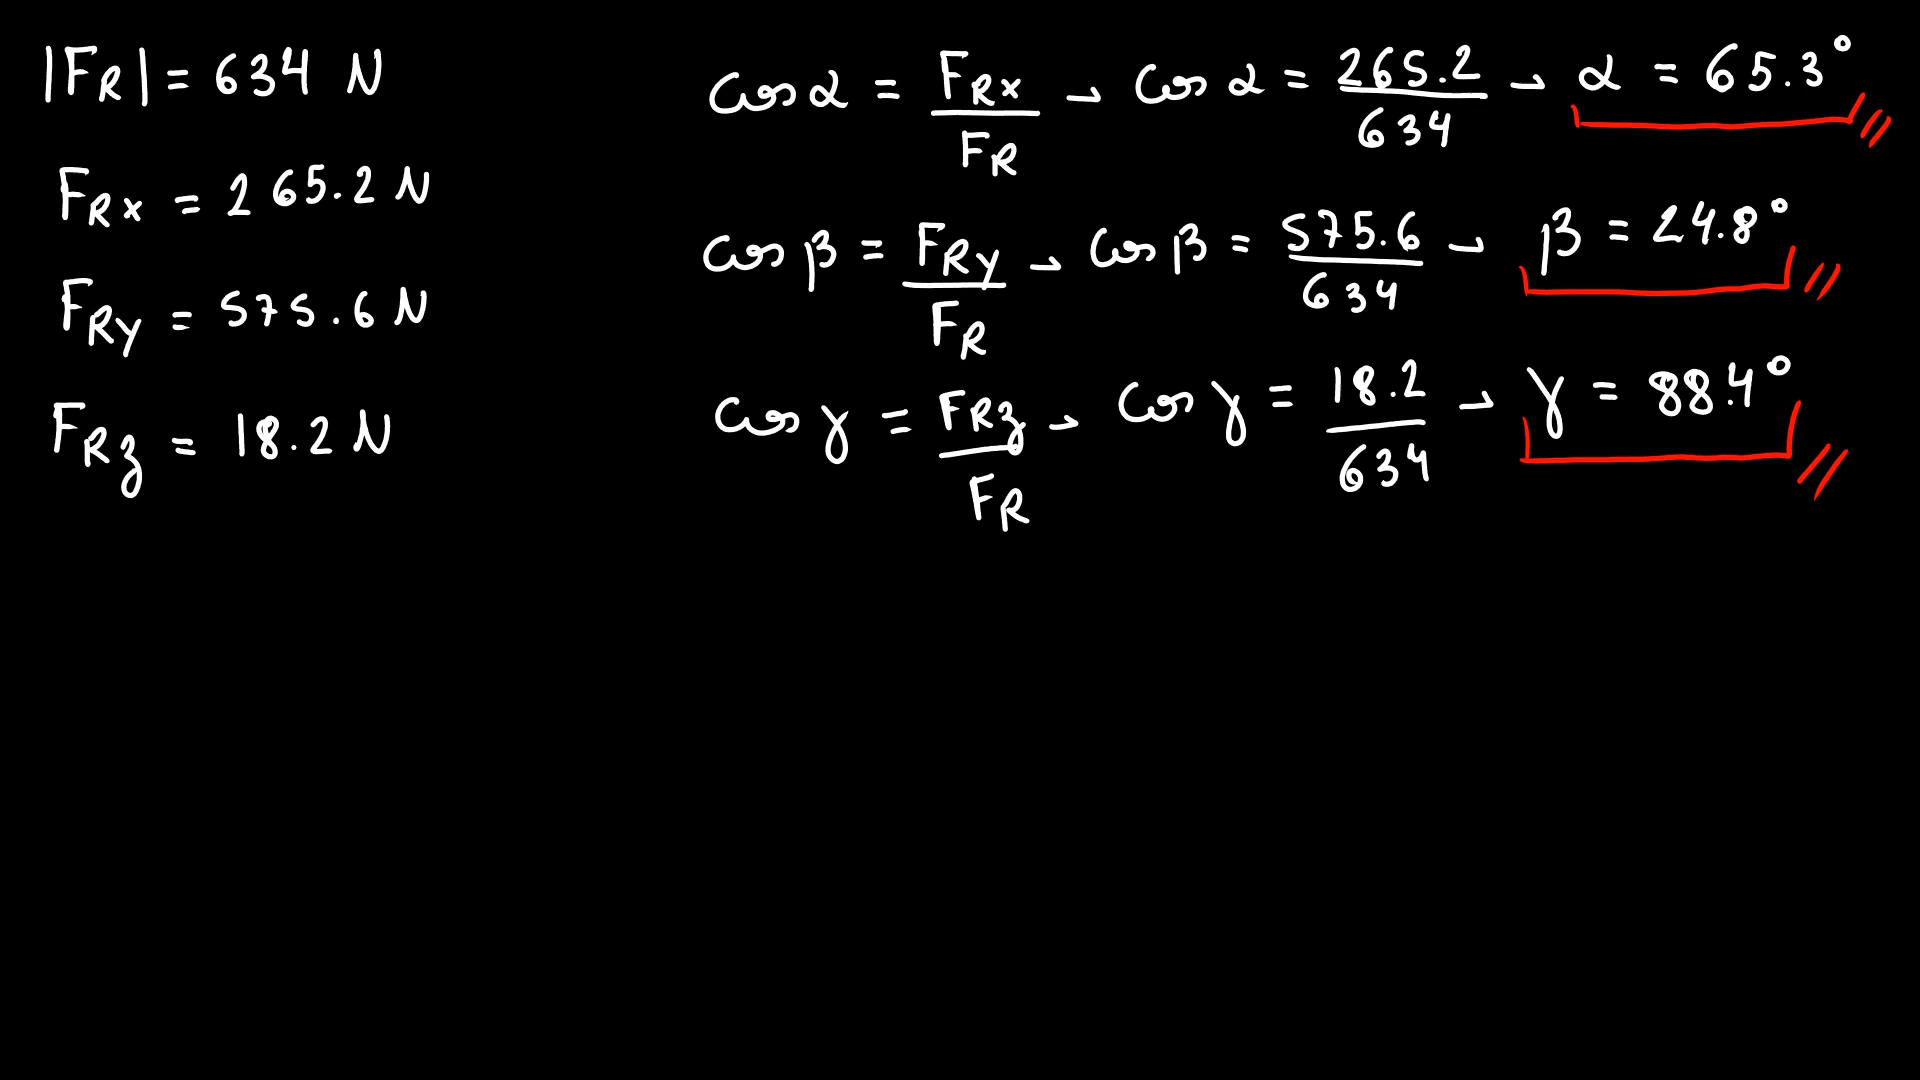 |FR| = 634 N
FRx = 265.2 N
FRy = 575.6 N
FRz = 18.2 N
cos α = FRx/FR → cos α = 265.2/634 → α = 65.3°
cos β = FRy/FR → cos β = 575.6/634 → β = 24.8°
cos γ = FRz/FR → cos γ = 18.2/634 → γ = 88.4°